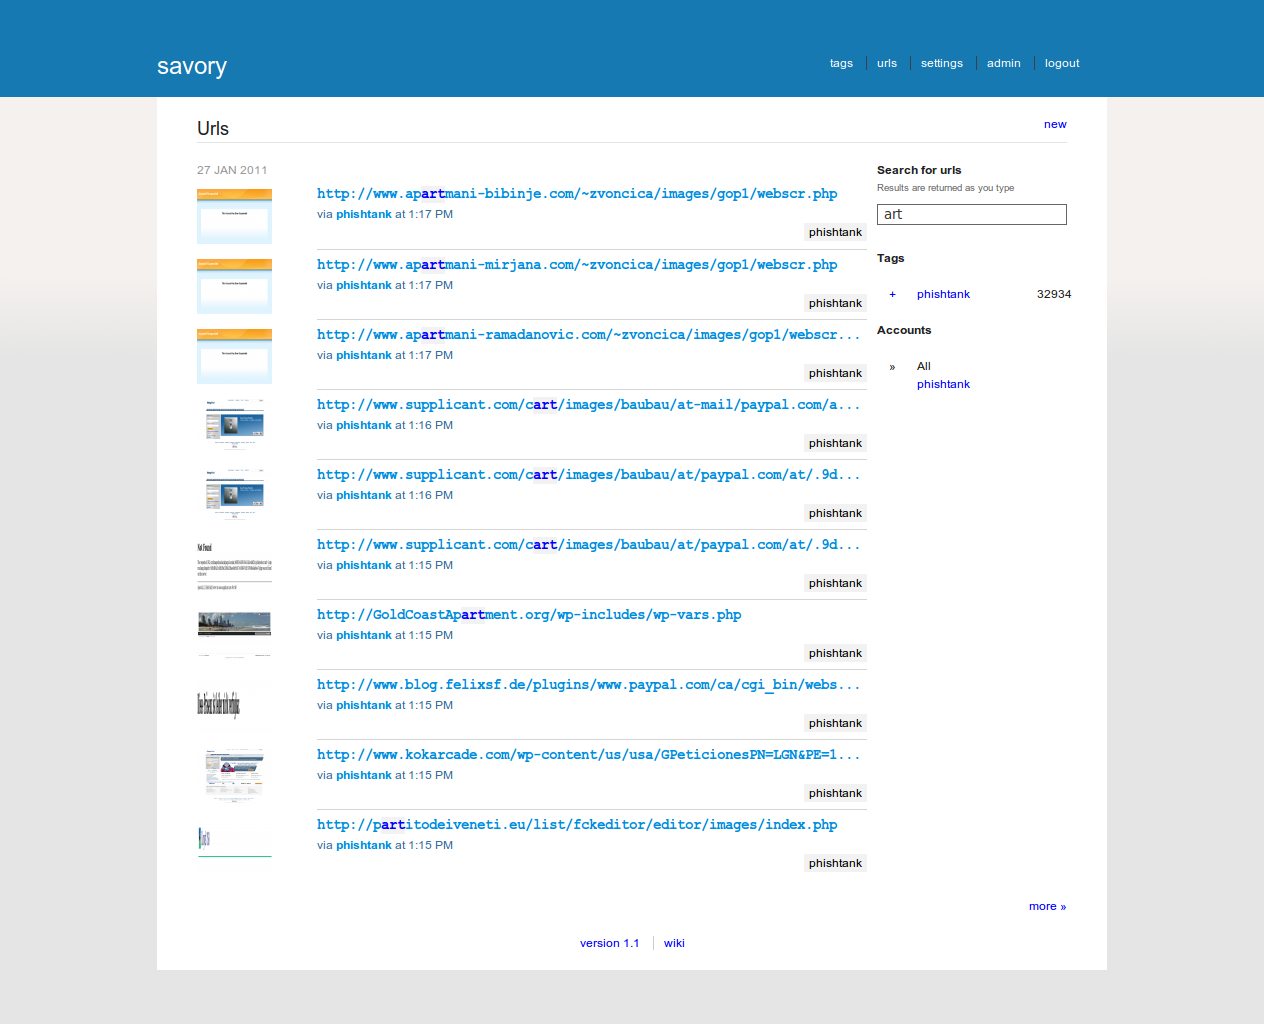 savory
tags
urls
settings
admin
logout
Urls
new
27 JAN 2011
http://www.apartmani-bibinje.com/~zvoncica/images/gop1/webscr.php
via phishtank at 1:17 PM
phishtank
http://www.apartmani-mirjana.com/~zvoncica/images/gop1/webscr.php
via phishtank at 1:17 PM
phishtank
http://www.apartmani-ramadanovic.com/~zvoncica/images/gop1/webscr...
via phishtank at 1:17 PM
phishtank
http://www.supplicant.com/cart/images/baubau/at-mail/paypal.com/a...
via phishtank at 1:16 PM
phishtank
http://www.supplicant.com/cart/images/baubau/at/paypal.com/at/.9d...
via phishtank at 1:16 PM
phishtank
Not Found
http://www.supplicant.com/cart/images/baubau/at/paypal.com/at/.9d...
via phishtank at 1:15 PM
phishtank
http://GoldCoastApartment.org/wp-includes/wp-vars.php
via phishtank at 1:15 PM
phishtank
http://www.blog.felixsf.de/plugins/www.paypal.com/ca/cgi_bin/webs...
via phishtank at 1:15 PM
phishtank
http://www.kokarcade.com/wp-content/us/usa/GPeticionesPN=LGN&PE=1...
via phishtank at 1:15 PM
phishtank
http://partitodeiveneti.eu/list/fckeditor/editor/images/index.php
via phishtank at 1:15 PM
phishtank
Search for urls
Results are returned as you type
art
Tags
+ phishtank 32934
Accounts
» All
phishtank
more »
version 1.1
wiki